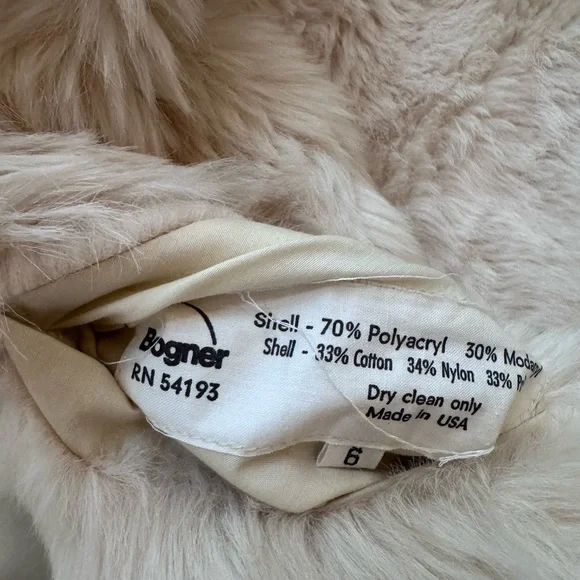 Bogner
RN 54193
Shell - 70% Polyacryl 30%
Shell - 33% Cotton 34% Nylon 33%
Dry clean only
Made in USA
6